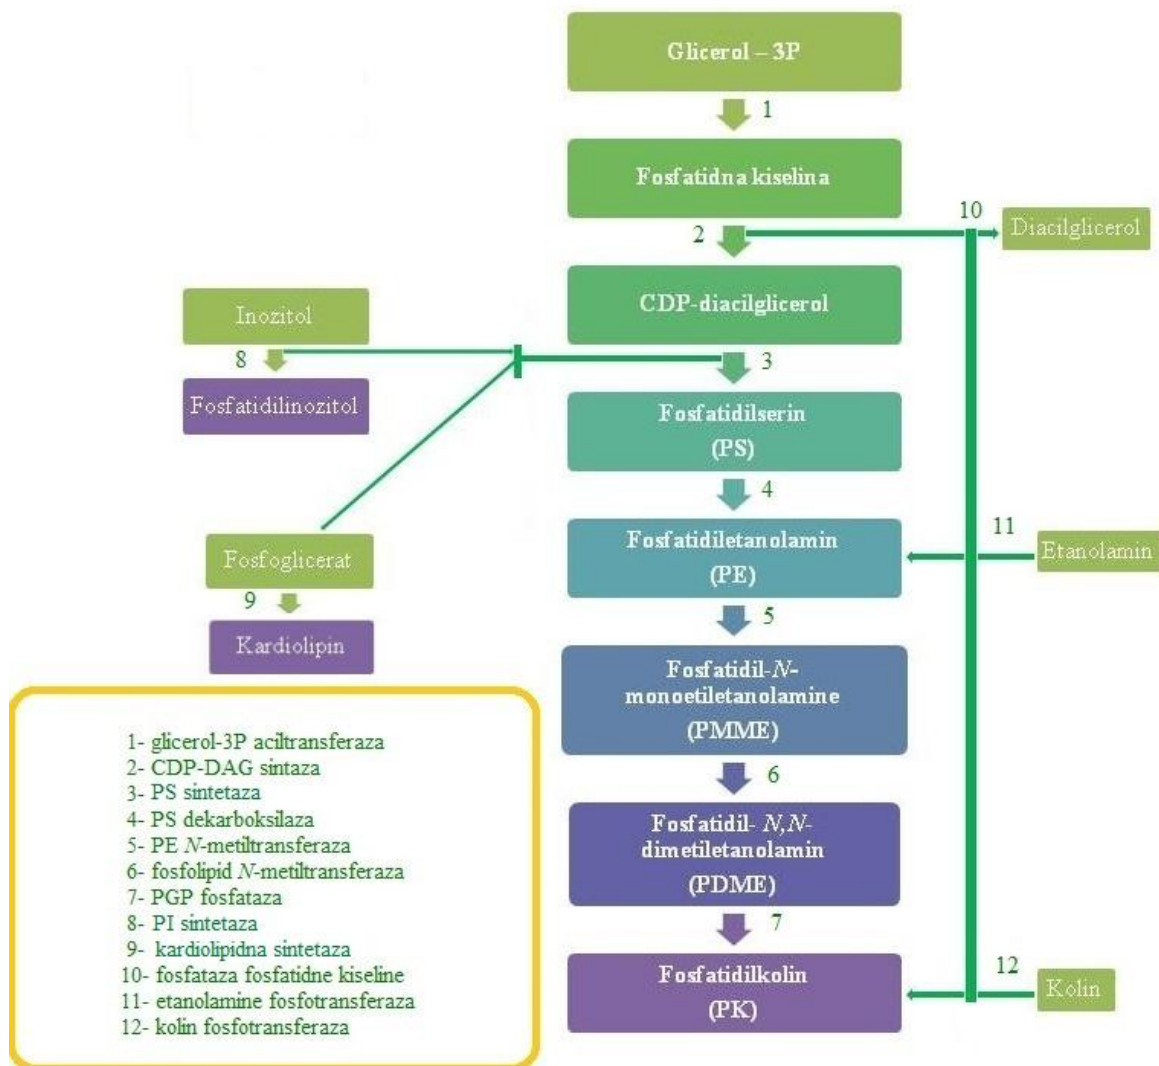 Glicerol – 3P
1
Fosfatidna kiselina
2
10
Diacilglicerol
CDP-diacilglicerol
Inozitol
8
3
Fosfatidilinozitol
Fosfatidilserin
(PS)
4
Fosfatidiletanolamin
(PE)
11
Etanolamin
Fosfoglicerat
9
5
Kardiolipin
Fosfatidil-N-
monoetiletanolamine
(PMME)
6
Fosfatidil- N,N-
dimetiletanolamin
(PDME)
7
Fosfatidilkolin
(PK)
12
Kolin
1- glicerol-3P aciltransferaza
2- CDP-DAG sintaza
3- PS sintetaza
4- PS dekarboksilaza
5- PE N-metiltransferaza
6- fosfolipid N-metiltransferaza
7- PGP fosfataza
8- PI sintetaza
9- kardiolipidna sintetaza
10- fosfataza fosfatidne kiseline
11- etanolamine fosfotransferaza
12- kolin fosfotransferaza